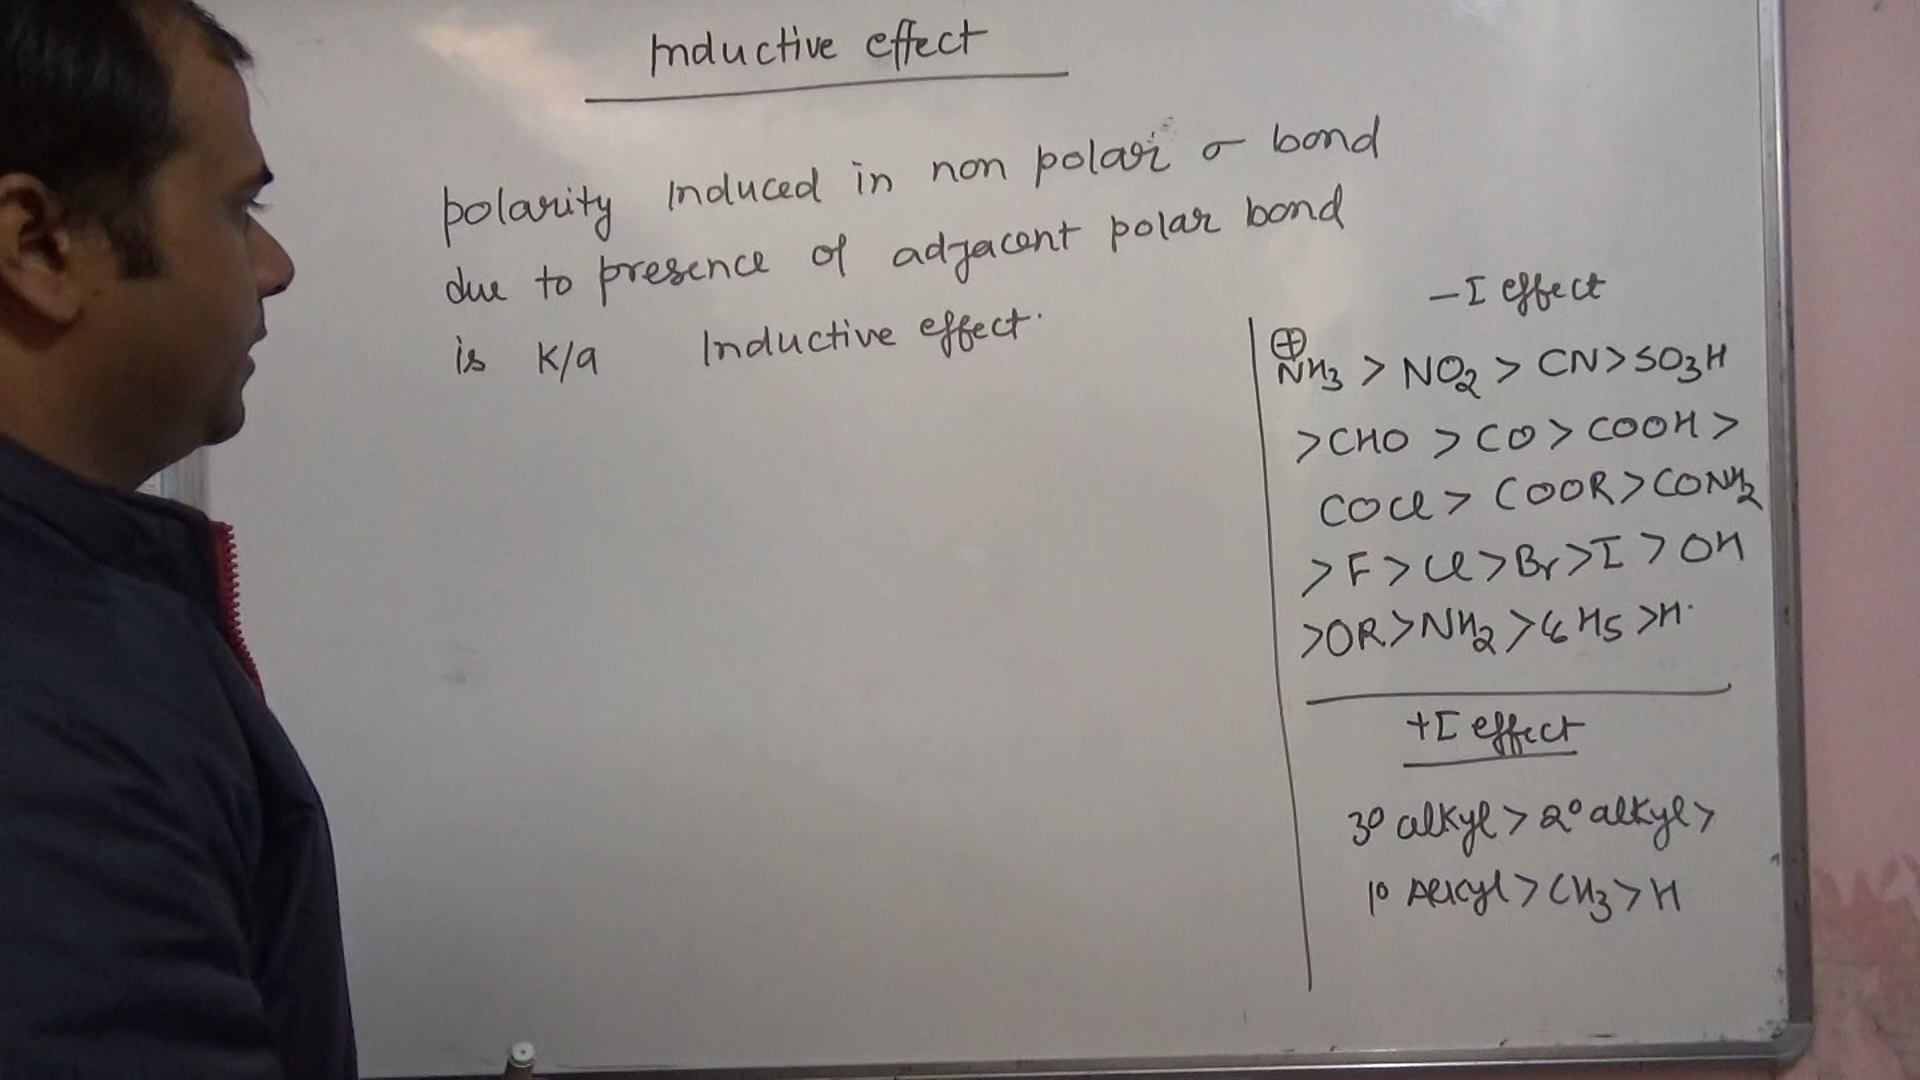 Inductive effect
polarity Induced in non polar σ bond
due to presence of adjacent polar bond
is K/a Inductive effect.
-I effect
⊕
NH3 > NO2 > CN > SO3H
> CHO > CO > COOH >
COCl > COOR > CONH2
> F > Cl > Br > I > OH
> OR > NH2 > C6H5 > H.
+I effect
3° alkyl > 2° alkyl >
1° Alkyl > CH3 > H